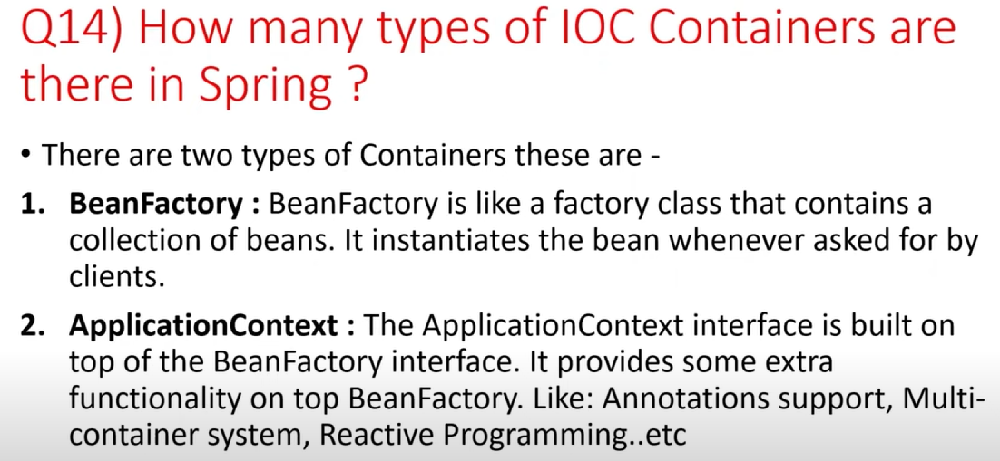 Q14) How many types of IOC Containers are
there in Spring ?
• There are two types of Containers these are -
1. BeanFactory : BeanFactory is like a factory class that contains a
collection of beans. It instantiates the bean whenever asked for by
clients.
2. ApplicationContext : The ApplicationContext interface is built on
top of the BeanFactory interface. It provides some extra
functionality on top BeanFactory. Like: Annotations support, Multi-
container system, Reactive Programming..etc